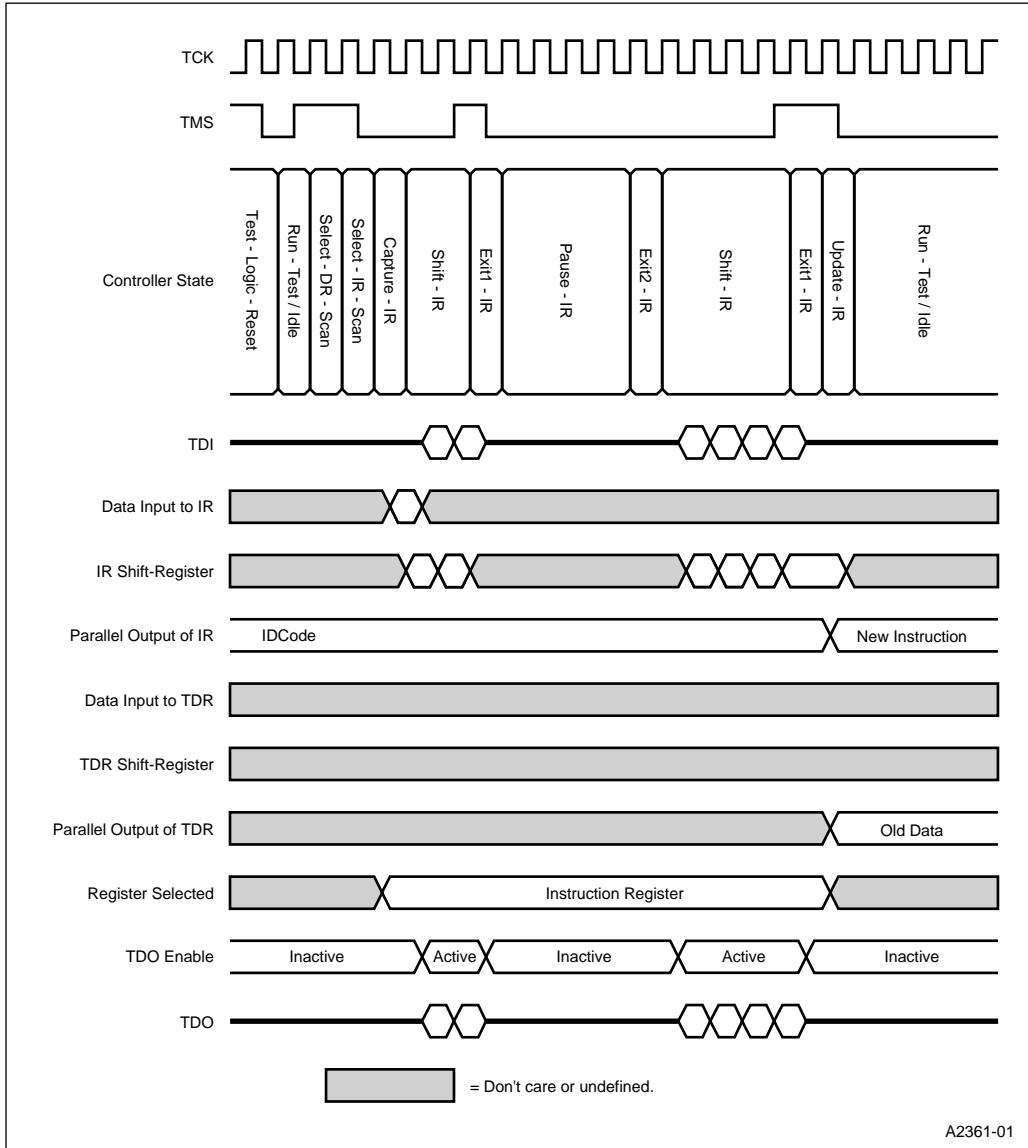 TCK
TMS
Controller State
Test - Logic - Reset
Run - Test / Idle
Select - DR - Scan
Select - IR - Scan
Capture - IR
Shift - IR
Exit1 - IR
Pause - IR
Exit2 - IR
Shift - IR
Exit1 - IR
Update - IR
Run - Test / Idle
TDI
Data Input to IR
IR Shift-Register
Parallel Output of IR
IDCode
New Instruction
Data Input to TDR
TDR Shift-Register
Parallel Output of TDR
Old Data
Register Selected
Instruction Register
TDO Enable
Inactive
Active
Inactive
Active
Inactive
TDO
= Don't care or undefined.
A2361-01